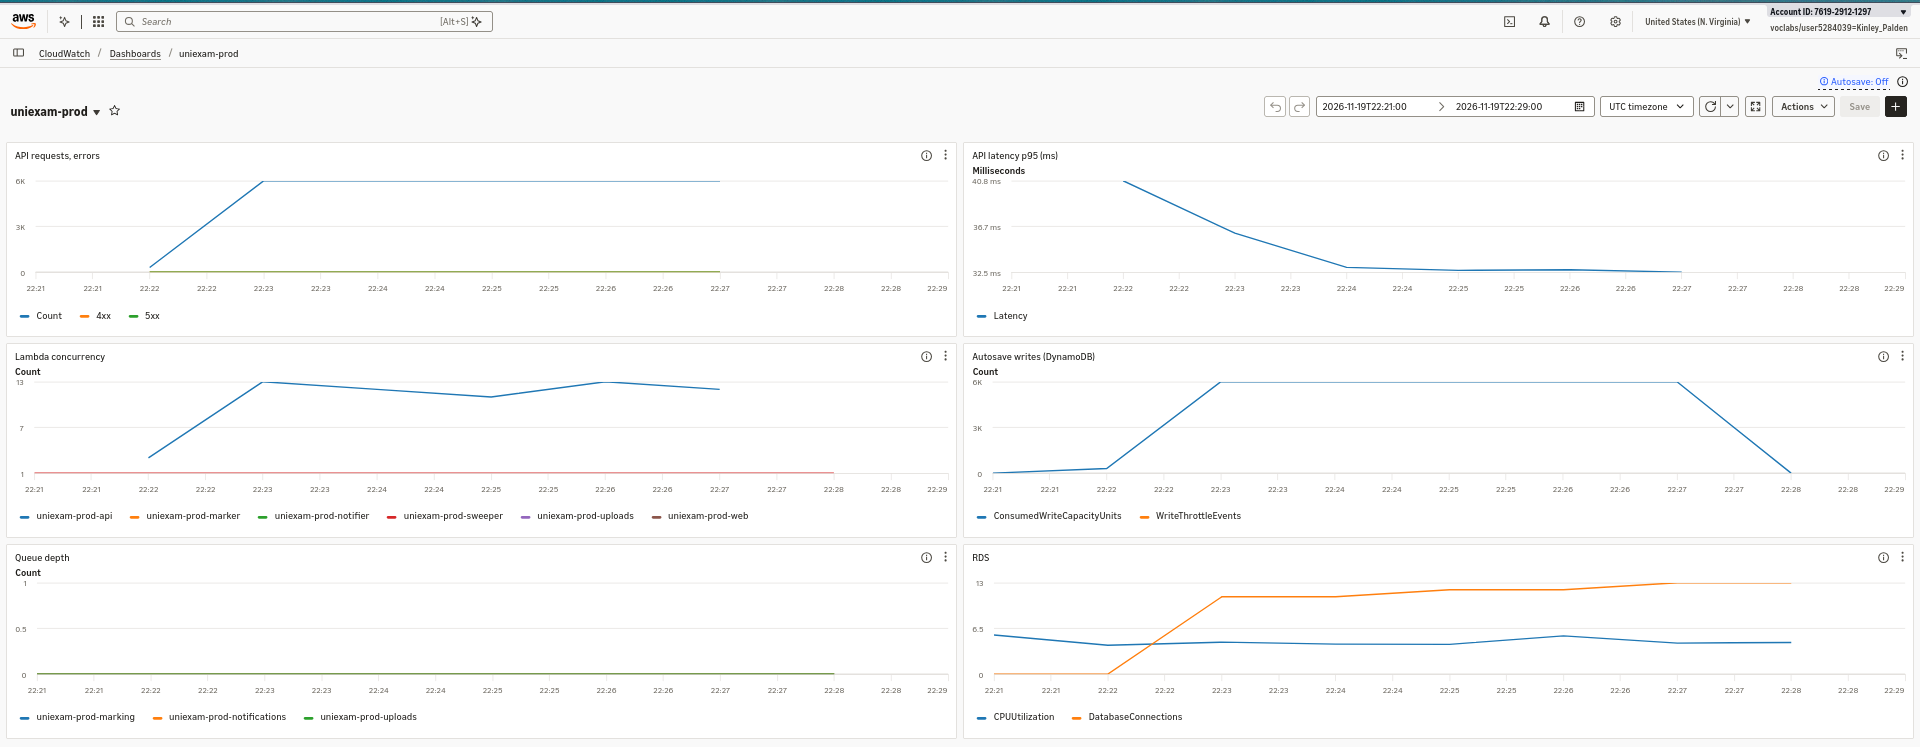 aws
Search
[Alt+S]
United States (N. Virginia)
Account ID: 7619-2912-1297
voclabs/user5284039=Kinley_Palden
CloudWatch / Dashboards / uniexam-prod
Autosave: Off
uniexam-prod
2026-11-19T22:21:00 2026-11-19T22:29:00
UTC timezone
Actions
Save
API requests, errors
6K
3K
0
22:21 22:21 22:22 22:22 22:23 22:23 22:24 22:24 22:25 22:25 22:26 22:26 22:27 22:27 22:28 22:28 22:29
Count 4xx 5xx
API latency p95 (ms)
Milliseconds
40.8 ms
36.7 ms
32.5 ms
22:21 22:21 22:22 22:22 22:23 22:23 22:24 22:24 22:25 22:25 22:26 22:26 22:27 22:27 22:28 22:28 22:29
Latency
Lambda concurrency
Count
13
7
1
22:21 22:21 22:22 22:22 22:23 22:23 22:24 22:24 22:25 22:25 22:26 22:26 22:27 22:27 22:28 22:28 22:29
uniexam-prod-api uniexam-prod-marker uniexam-prod-notifier uniexam-prod-sweeper uniexam-prod-uploads uniexam-prod-web
Autosave writes (DynamoDB)
Count
6K
3K
0
22:21 22:21 22:22 22:22 22:23 22:23 22:24 22:24 22:25 22:25 22:26 22:26 22:27 22:27 22:28 22:28 22:29
ConsumedWriteCapacityUnits WriteThrottleEvents
Queue depth
Count
1
0.5
0
22:21 22:21 22:22 22:22 22:23 22:23 22:24 22:24 22:25 22:25 22:26 22:26 22:27 22:27 22:28 22:28 22:29
uniexam-prod-marking uniexam-prod-notifications uniexam-prod-uploads
RDS
13
6.5
0
22:21 22:21 22:22 22:22 22:23 22:23 22:24 22:24 22:25 22:25 22:26 22:26 22:27 22:27 22:28 22:28 22:29
CPUUtilization DatabaseConnections